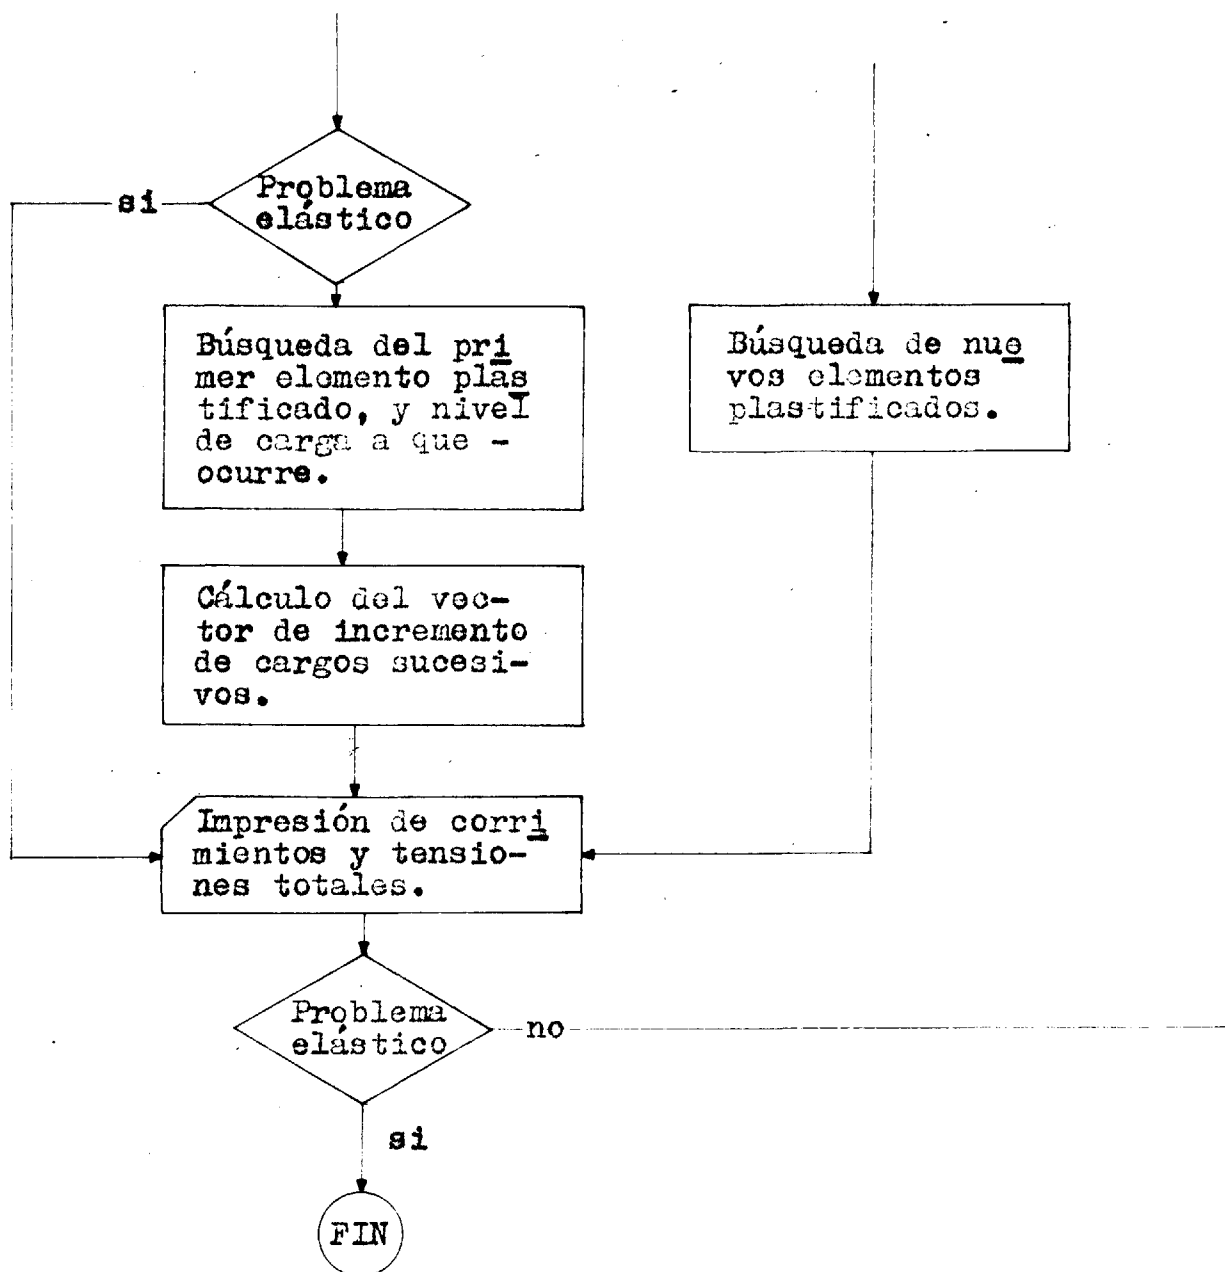 Problema
elástico
si
Búsqueda del pri
mer elemento plas
tificado, y nivel
de carga a que -
ocurre.
Búsqueda de nue
vos elementos
plastificados.
Cálculo del vec-
tor de incremento
de cargos sucesi-
vos.
Impresión de corri
mientos y tensio-
nes totales.
Problema
elástico
no
si
FIN